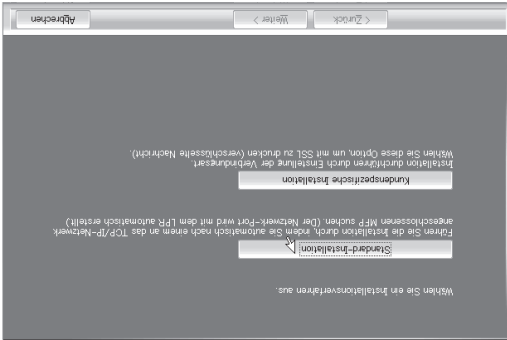 Wählen Sie ein Installationsverfahren aus.
Standard-Installation
Führen Sie die Installation durch, indem Sie automatisch nach einem an das TCP/IP-Netzwerk
angeschlossenen MFP suchen. (Der Netzwerk-Port wird mit dem LPR automatisch erstellt.)
Kundenspezifische Installation
Installation durchführen durch Einstellung der Verbindungsart.
Wählen Sie diese Option, um mit SSL zu drucken (verschlüsselte Nachricht).
< Zurück
Weiter >
Abbrechen